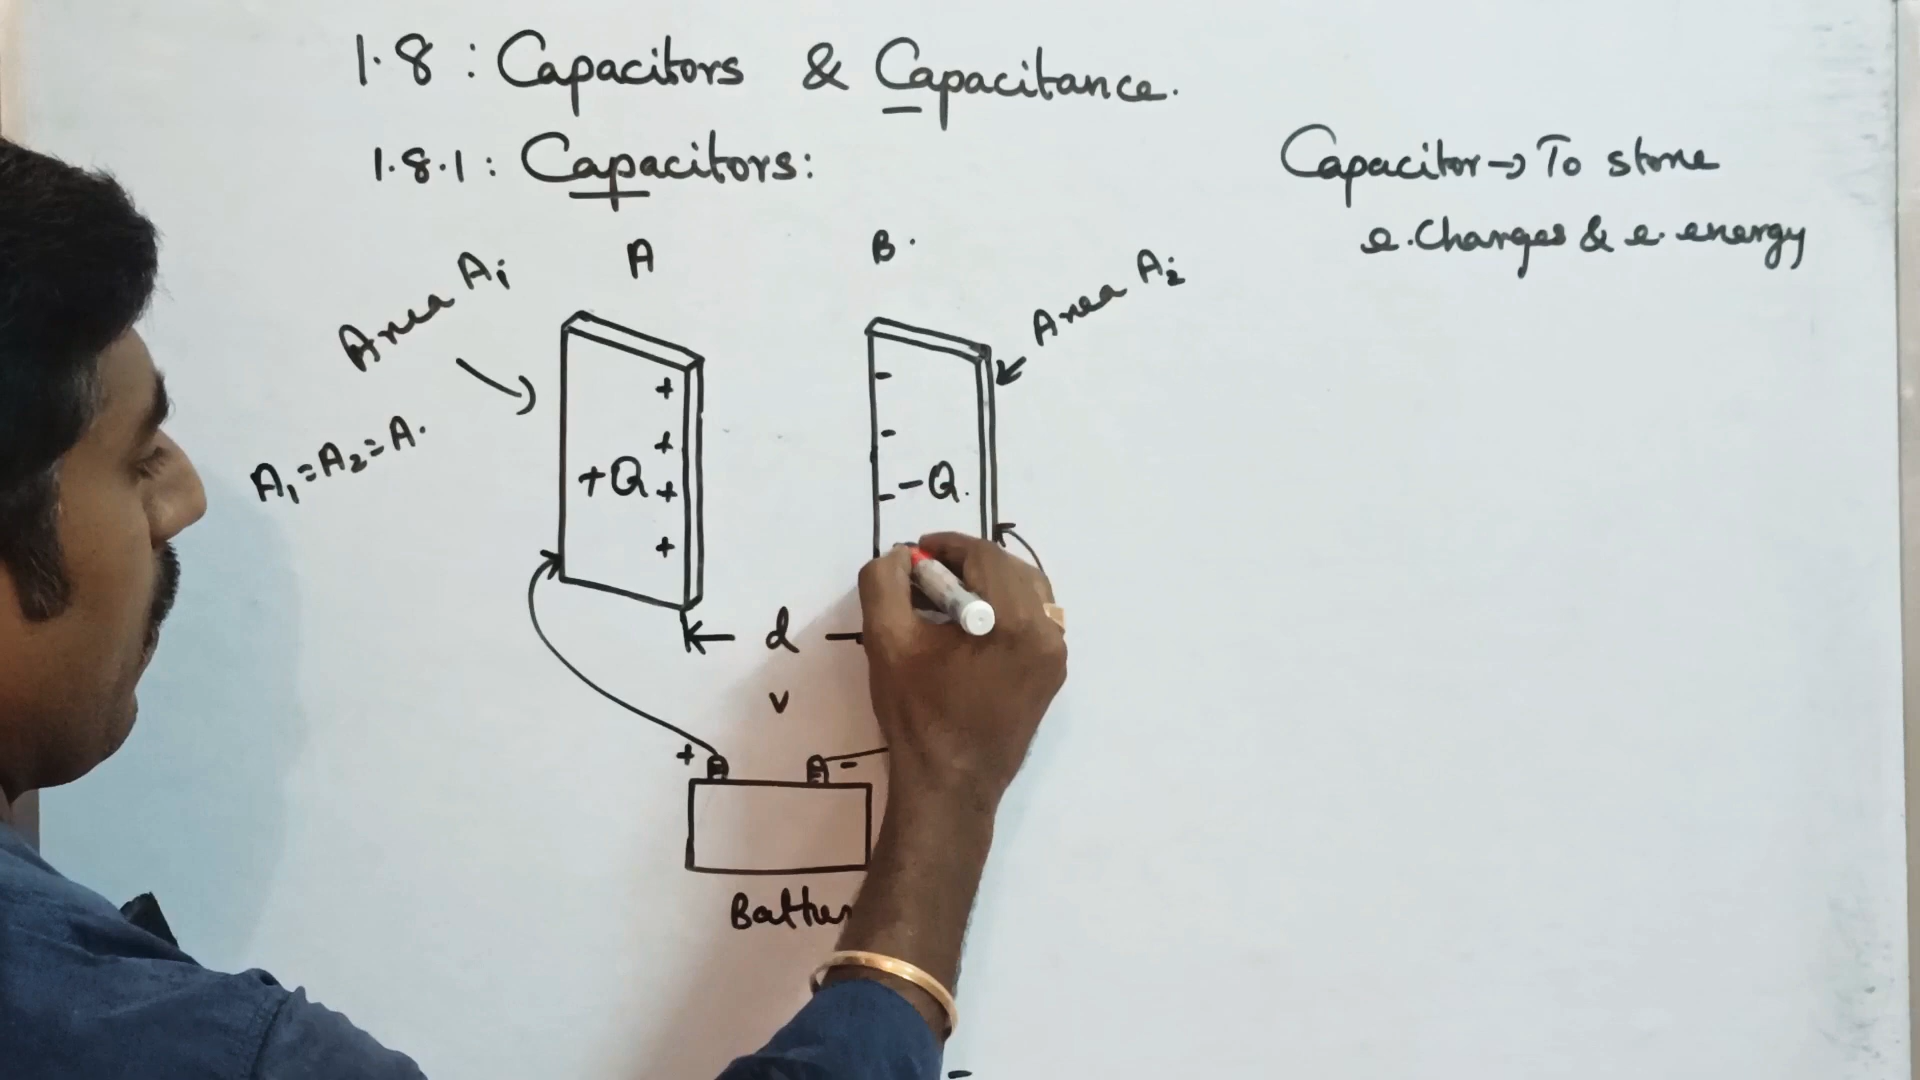 1.8 : Capacitors & Capacitance.
1.8.1 : Capacitors:
Capacitor → To store
e. Charges & e. energy
A
B.
Area A1
Area A2
A1 = A2 = A.
+
+
+Q +
+
-
-
- -Q.
d
V
+
-